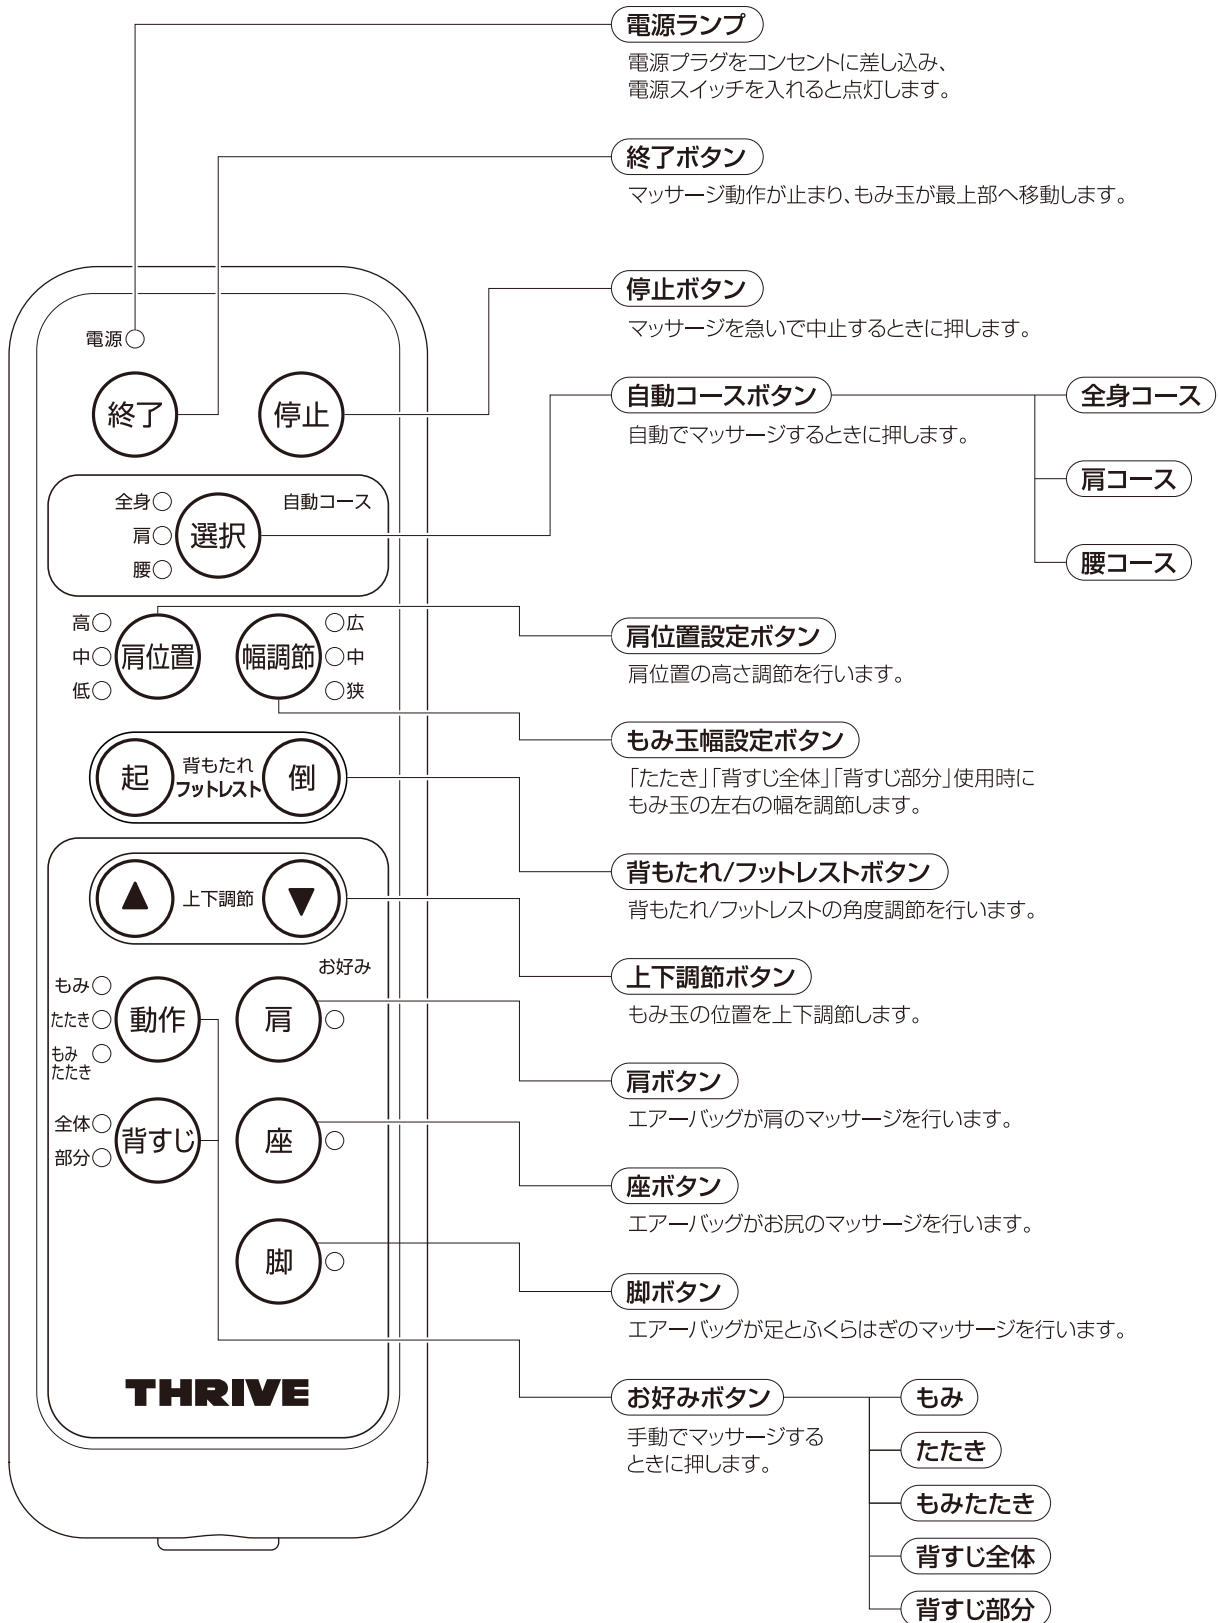 電源ランプ
電源プラグをコンセントに差し込み、
電源スイッチを入れると点灯します。
終了ボタン
マッサージ動作が止まり、もみ玉が最上部へ移動します。
停止ボタン
マッサージを急いで中止するときに押します。
自動コースボタン
自動でマッサージするときに押します。
全身コース
肩コース
腰コース
肩位置設定ボタン
肩位置の高さ調節を行います。
もみ玉幅設定ボタン
「たたき」「背すじ全体」「背すじ部分」使用時に
もみ玉の左右の幅を調節します。
背もたれ/フットレストボタン
背もたれ/フットレストの角度調節を行います。
上下調節ボタン
もみ玉の位置を上下調節します。
肩ボタン
エアーバッグが肩のマッサージを行います。
座ボタン
エアーバッグがお尻のマッサージを行います。
脚ボタン
エアーバッグが足とふくらはぎのマッサージを行います。
お好みボタン
手動でマッサージする
ときに押します。
もみ
たたき
もみたたき
背すじ全体
背すじ部分
電源
終了
停止
全身
肩
腰
選択
自動コース
高
中
低
肩位置
幅調節
広
中
狭
起
背もたれ
フットレスト
倒
▲
上下調節
▼
お好み
もみ
たたき
もみ
たたき
動作
肩
全体
部分
背すじ
座
脚
THRIVE